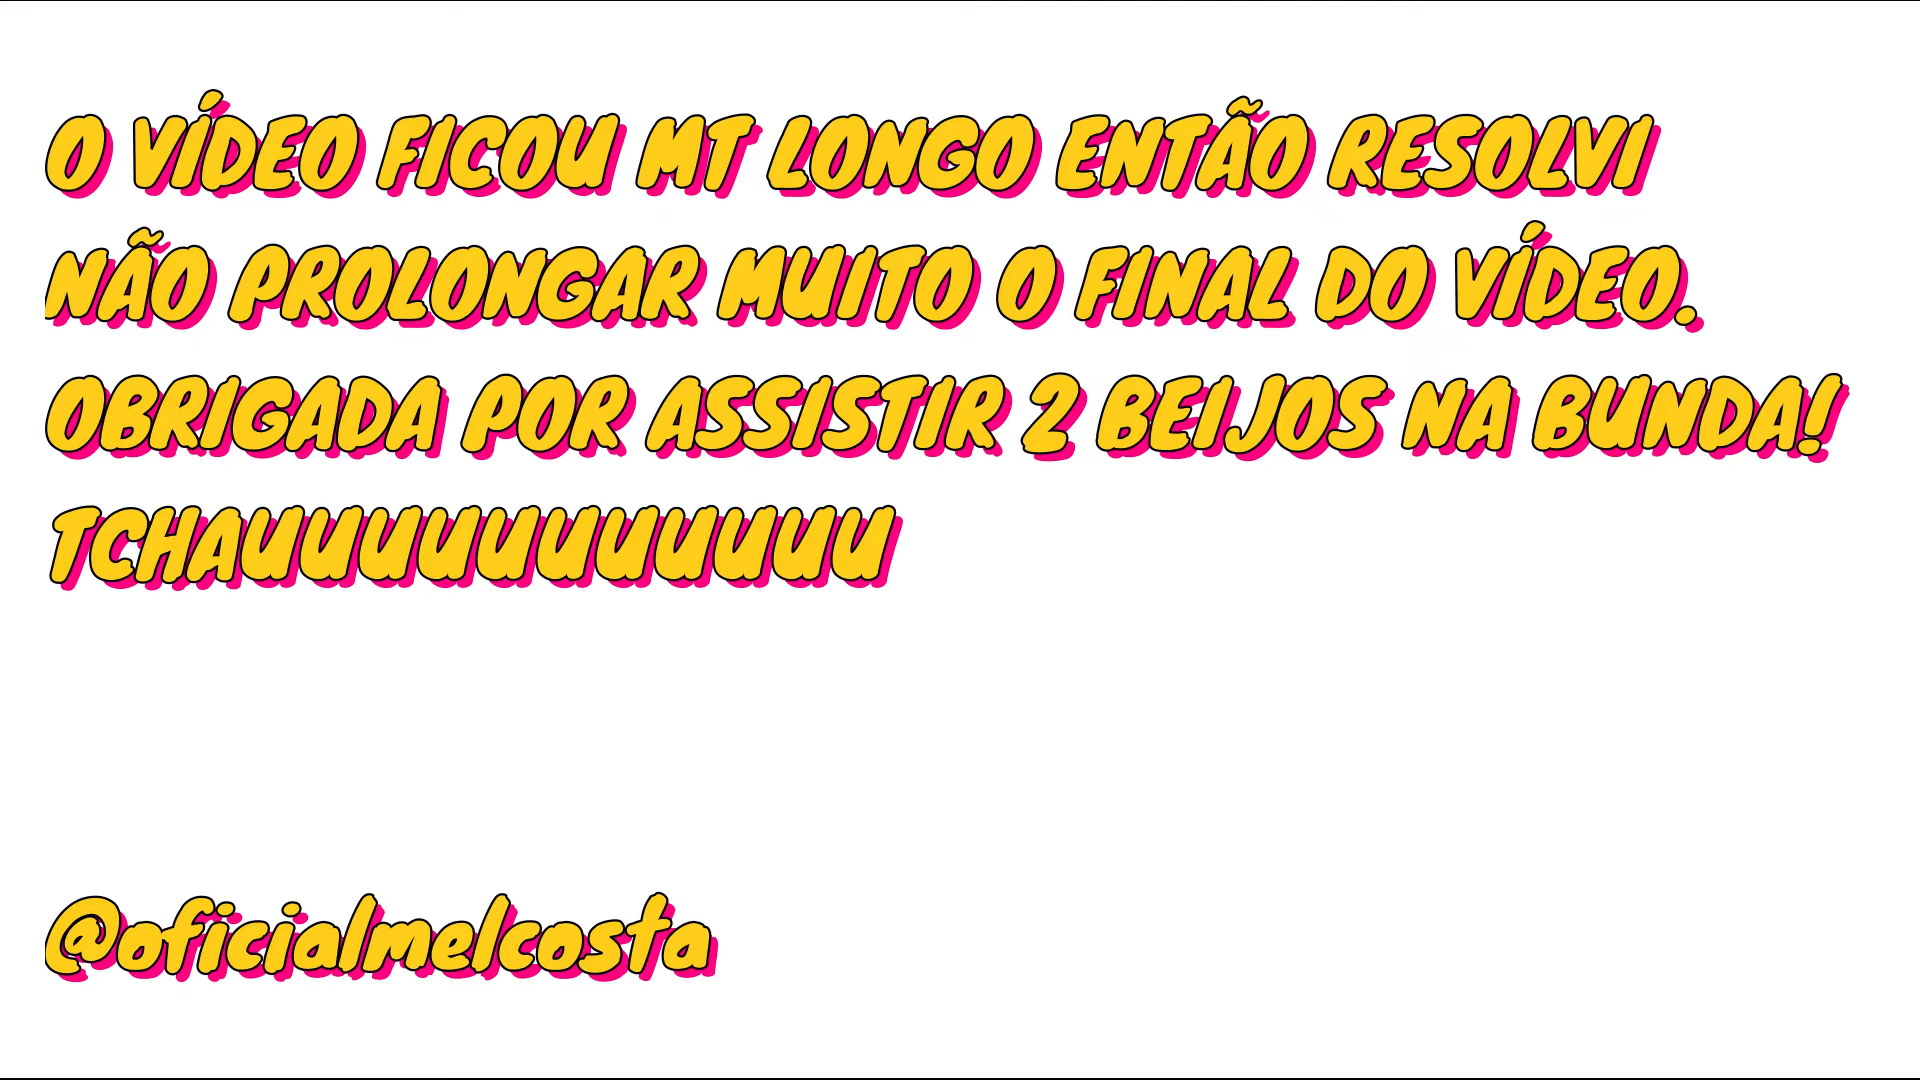 O VÍDEO FICOU MT LONGO ENTÃO RESOLVI
NÃO PROLONGAR MUITO O FINAL DO VÍDEO.
OBRIGADA POR ASSISTIR 2 BEIJOS NA BUNDA!
TCHAUUUUUUUUUUU
@oficialmelcosta